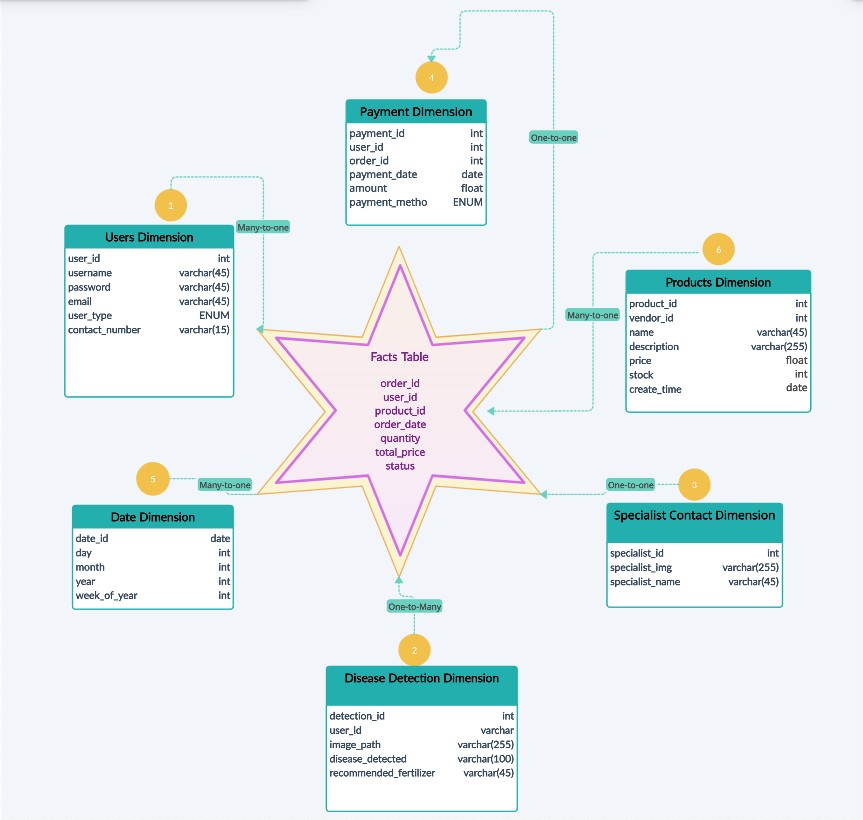 One-to-one
4
Payment Dimension
payment_id int
user_id int
order_id int
payment_date date
amount float
payment_metho ENUM
1
Many-to-one
Users Dimension
user_id int
username varchar(45)
password varchar(45)
email varchar(45)
user_type ENUM
contact_number varchar(15)
6
Many-to-one
Products Dimension
product_id int
vendor_id int
name varchar(45)
description varchar(255)
price float
stock int
create_time date
Facts Table
order_id
user_id
product_id
order_date
quantity
total_price
status
5
Many-to-one
Date Dimension
date_id date
day int
month int
year int
week_of_year int
One-to-one
3
Specialist Contact Dimension
specialist_id int
specialist_img varchar(255)
specialist_name varchar(45)
One-to-Many
2
Disease Detection Dimension
detection_id int
user_id varchar
image_path varchar(255)
disease_detected varchar(100)
recommended_fertilizer varchar(45)